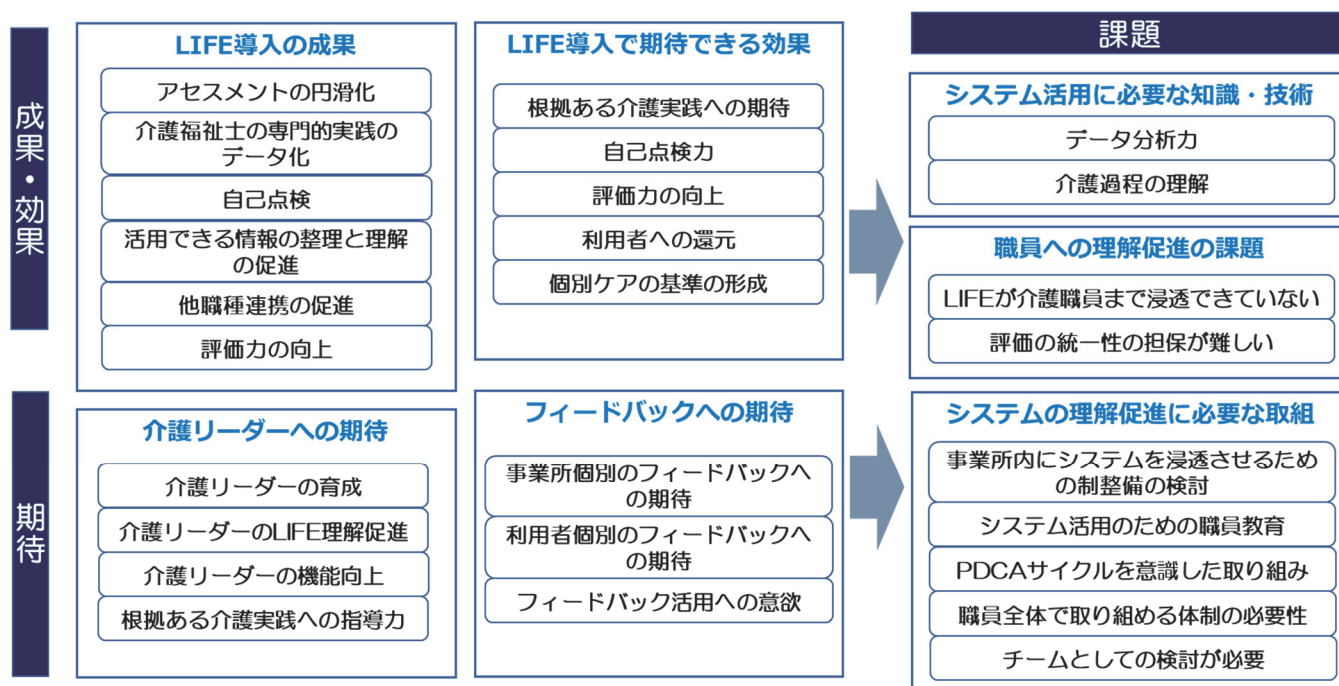 成果・効果
LIFE導入の成果
アセスメントの円滑化
介護福祉士の専門的実践の
データ化
自己点検
活用できる情報の整理と理解
の促進
他職種連携の促進
評価力の向上
LIFE導入で期待できる効果
根拠ある介護実践への期待
自己点検力
評価力の向上
利用者への還元
個別ケアの基準の形成
期待
介護リーダーへの期待
介護リーダーの育成
介護リーダーのLIFE理解促進
介護リーダーの機能向上
根拠ある介護実践への指導力
フィードバックへの期待
事業所個別のフィードバックへ
の期待
利用者個別のフィードバックへ
の期待
フィードバック活用への意欲
課題
システム活用に必要な知識・技術
データ分析力
介護過程の理解
職員への理解促進の課題
LIFEが介護職員まで浸透できていない
評価の統一性の担保が難しい
システムの理解促進に必要な取組
事業所内にシステムを浸透させるため
の制整備の検討
システム活用のための職員教育
PDCAサイクルを意識した取り組み
職員全体で取り組める体制の必要性
チームとしての検討が必要